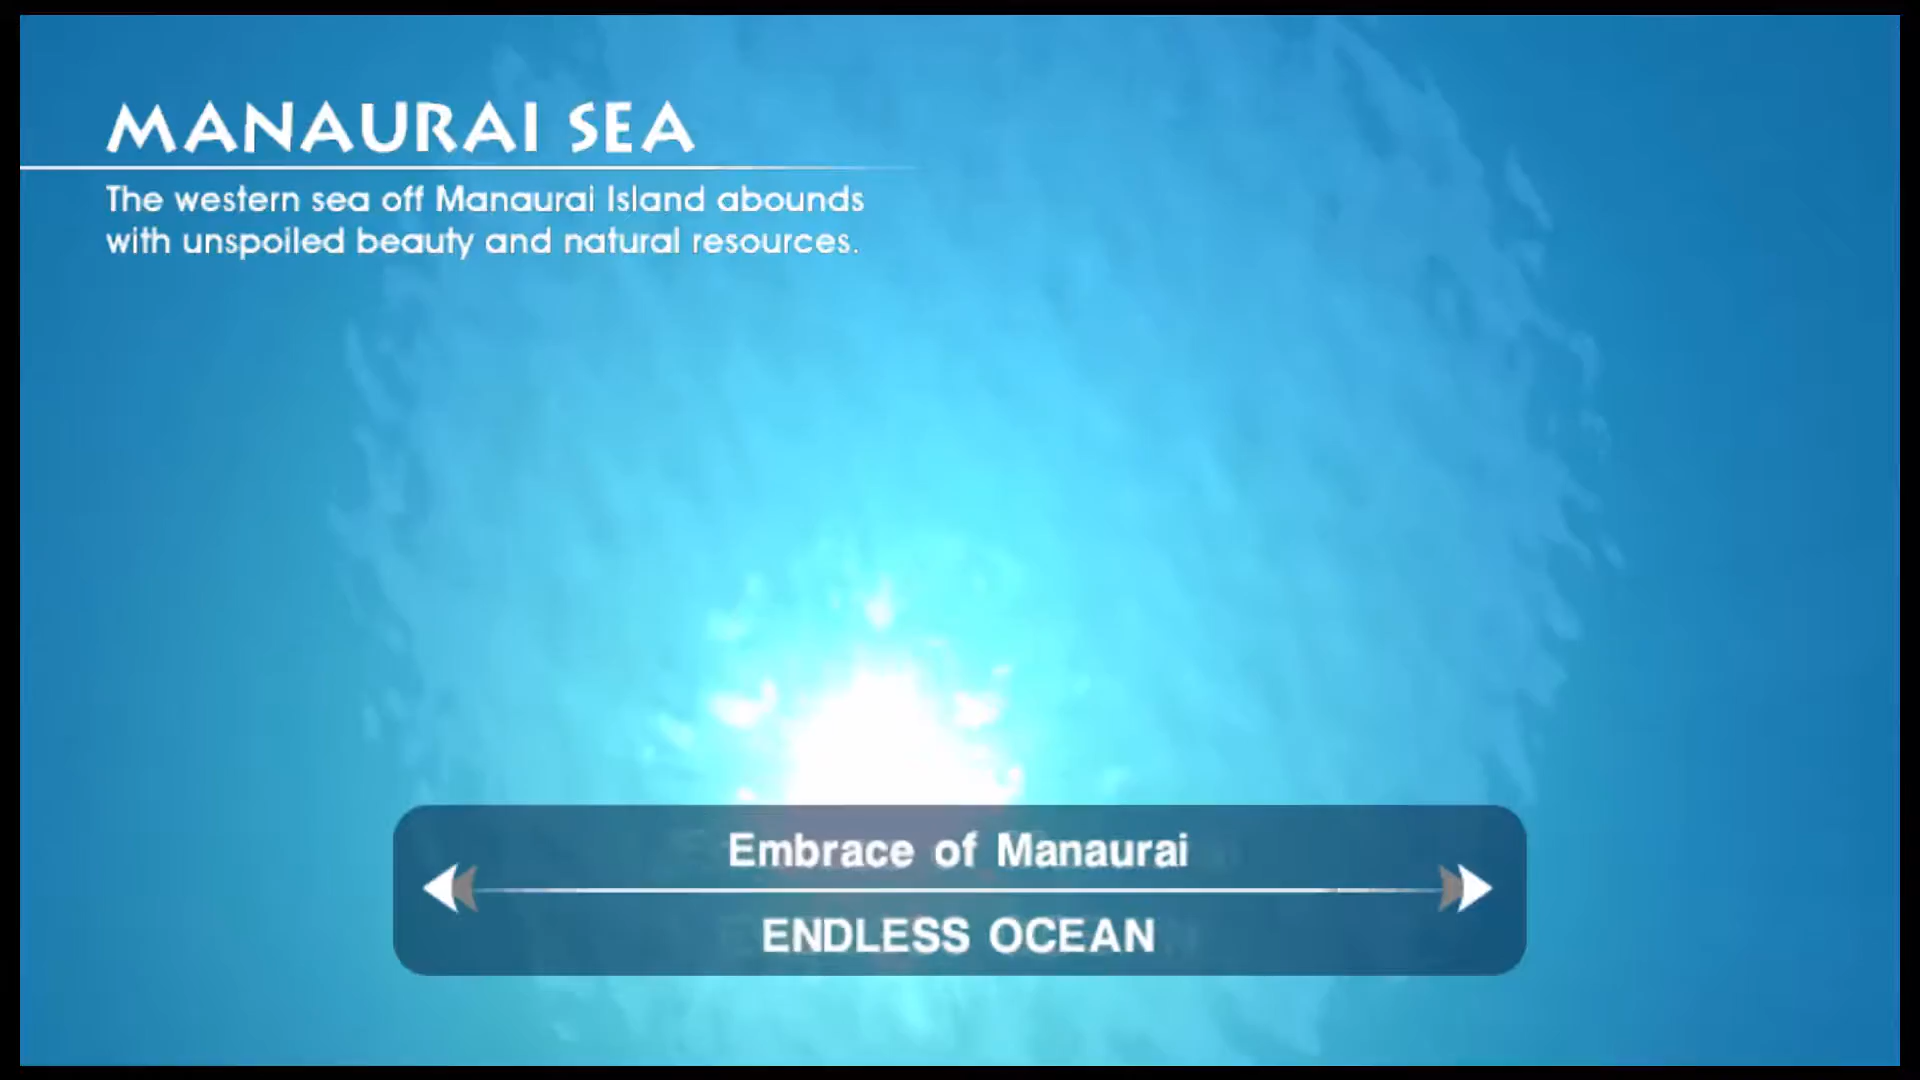 MANAURAI SEA
The western sea off Manaurai Island abounds
with unspoiled beauty and natural resources.
Embrace of Manaurai
ENDLESS OCEAN